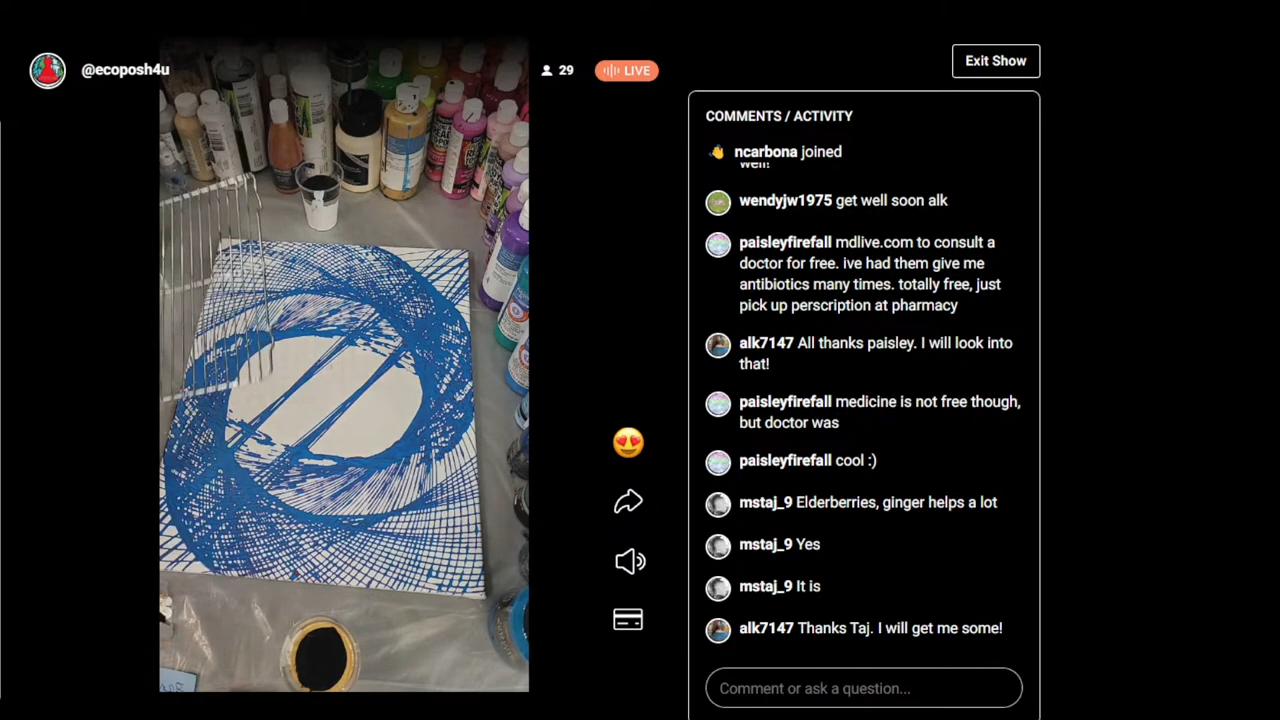 @ecoposh4u
29
LIVE
Exit Show
COMMENTS / ACTIVITY
ncarbona joined
well!
wendyjw1975 get well soon alk
paisleyfirefall mdlive.com to consult a
doctor for free. ive had them give me
antibiotics many times. totally free, just
pick up perscription at pharmacy
alk7147 All thanks paisley. I will look into
that!
paisleyfirefall medicine is not free though,
but doctor was
paisleyfirefall cool :)
mstaj_9 Elderberries, ginger helps a lot
mstaj_9 Yes
mstaj_9 It is
alk7147 Thanks Taj. I will get me some!
Comment or ask a question...